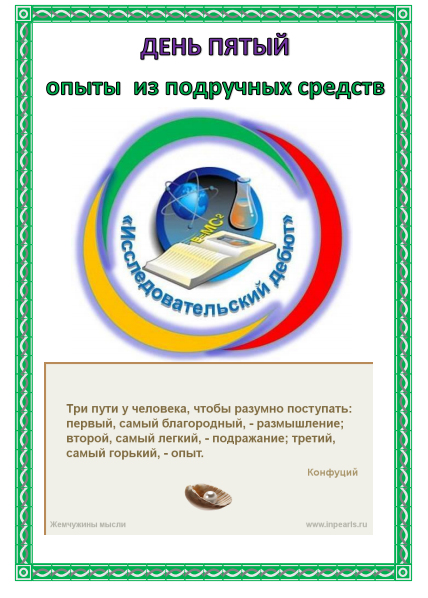 ДЕНЬ ПЯТЫЙ
опыты из подручных средств
E=MC²
«Исследовательский дебют»
Три пути у человека, чтобы разумно поступать:
первый, самый благородный, - размышление;
второй, самый легкий, - подражание; третий,
самый горький, - опыт.
Конфуций
Жемчужины мысли
www.inpearls.ru